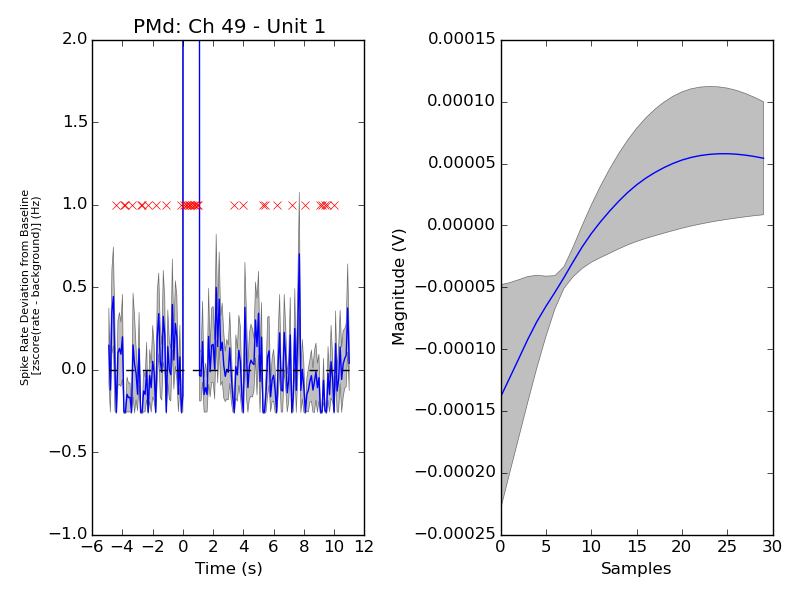 PMd: Ch 49 - Unit 1
2.0
1.5
1.0
0.5
0.0
−0.5
−1.0
−6 −4 −2 0 2 4 6 8 10 12
Time (s)
Spike Rate Deviation from Baseline
[zscore(rate - background)] (Hz)
0.00015
0.00010
0.00005
0.00000
−0.00005
−0.00010
−0.00015
−0.00020
−0.00025
0 5 10 15 20 25 30
Samples
Magnitude (V)